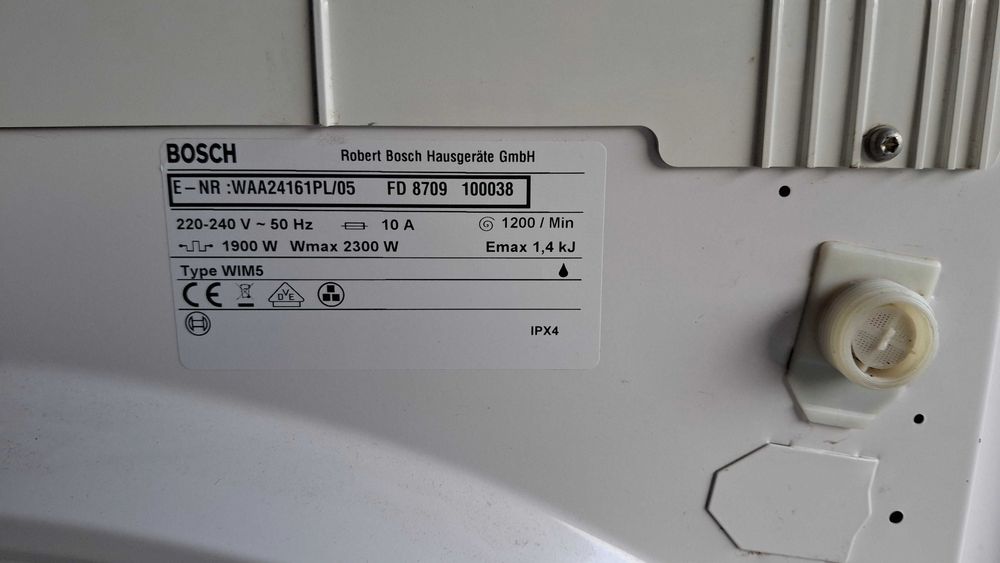 BOSCH Robert Bosch Hausgeräte GmbH
E-NR :WAA24161PL/05 FD 8709 100038
220-240 V ~ 50 Hz 10 A 1200 / Min
1900 W Wmax 2300 W Emax 1,4 kJ
Type WIM5
CE DVE
IPX4